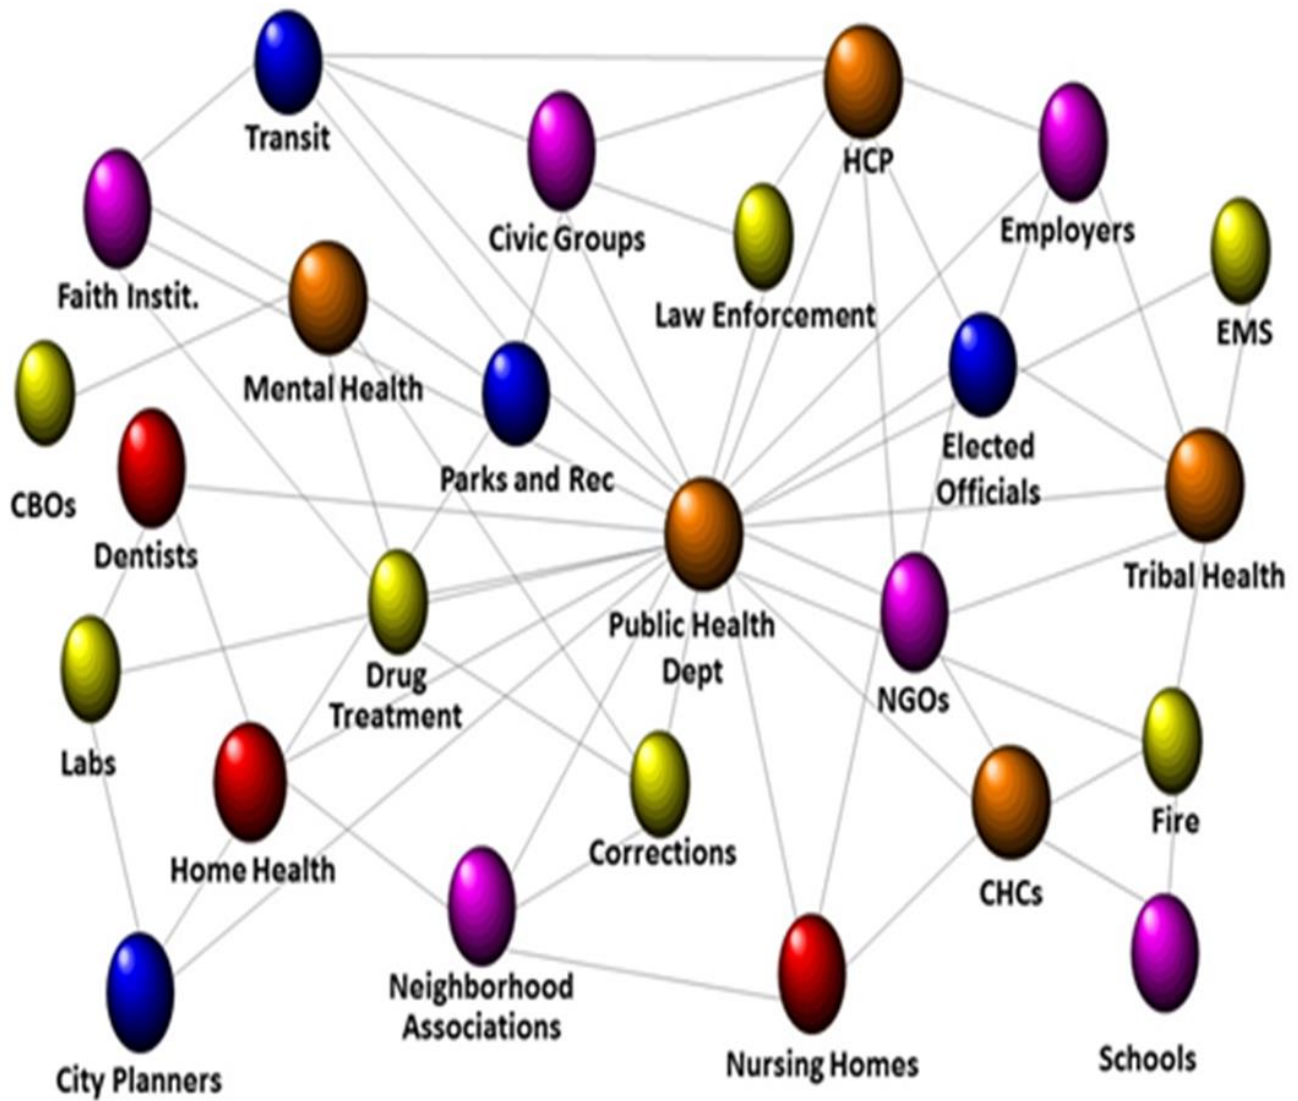 Transit
HCP
Civic Groups
Employers
Faith Instit.
Law Enforcement
EMS
Mental Health
Elected
Officials
Parks and Rec
CBOs
Dentists
Tribal Health
Public Health
Dept
Drug
Treatment
NGOs
Labs
Fire
Corrections
Home Health
CHCs
Neighborhood
Associations
Nursing Homes
Schools
City Planners